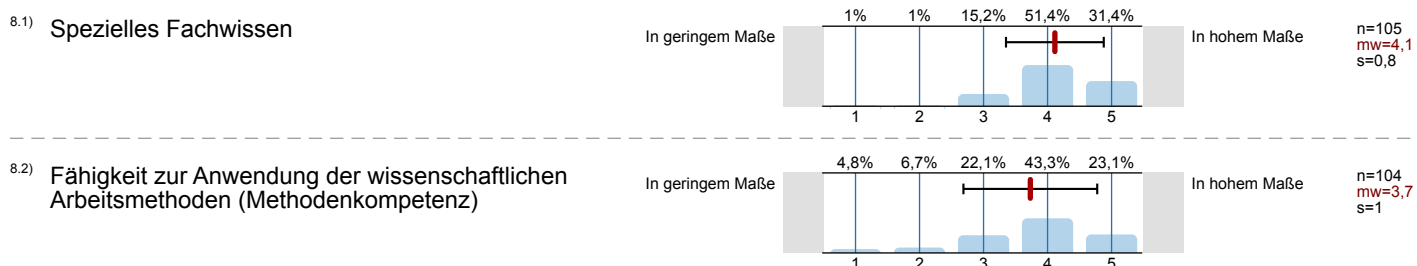 8.1) Spezielles Fachwissen
In geringem Maße
1% 1% 15,2% 51,4% 31,4%
1 2 3 4 5
In hohem Maße
n=105
mw=4,1
s=0,8
8.2) Fähigkeit zur Anwendung der wissenschaftlichen
Arbeitsmethoden (Methodenkompetenz)
In geringem Maße
4,8% 6,7% 22,1% 43,3% 23,1%
1 2 3 4 5
In hohem Maße
n=104
mw=3,7
s=1